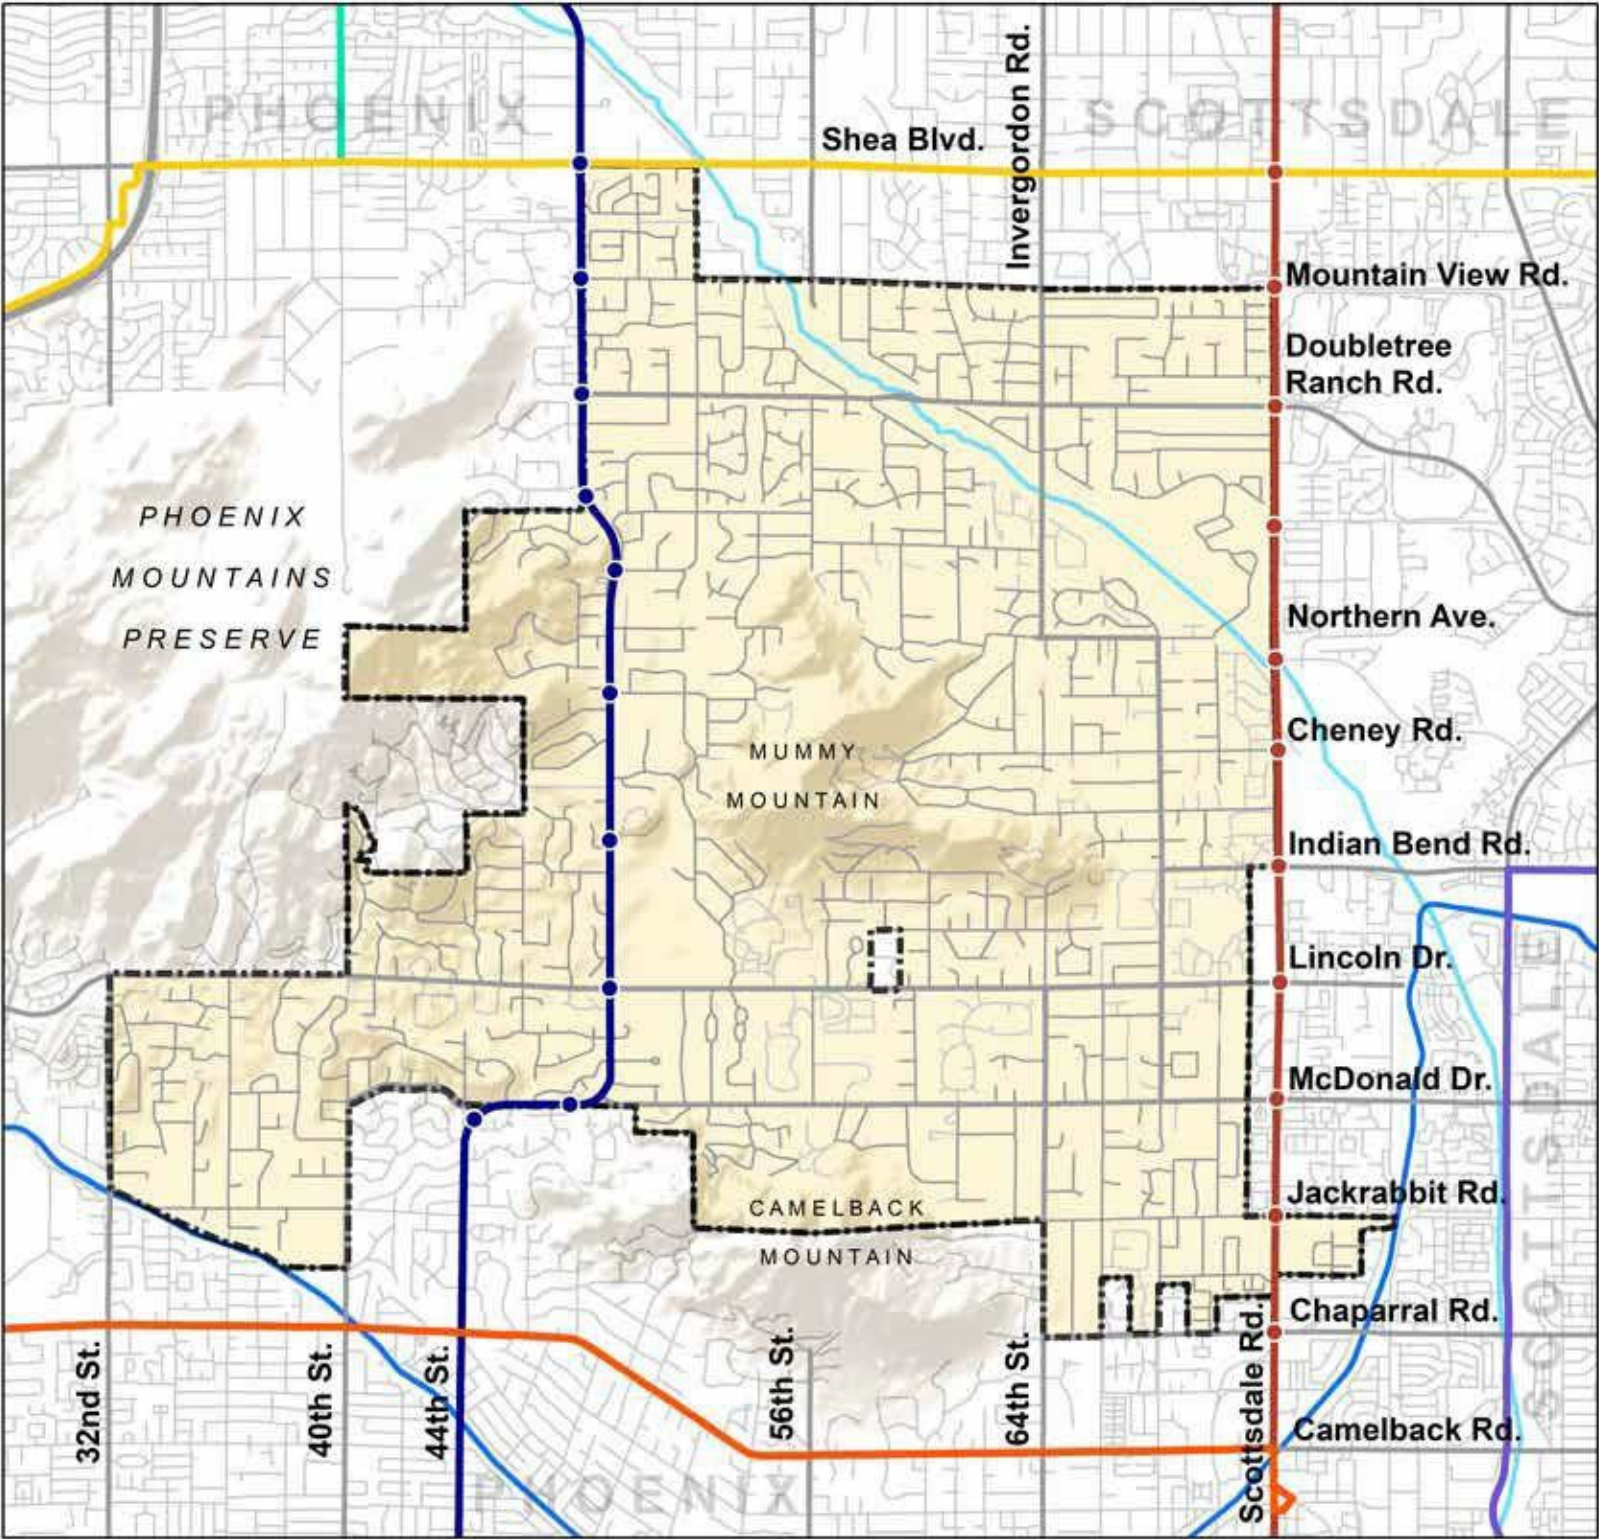 PHOENIX
SCOTTSDALE
Shea Blvd.
Invergordon Rd.
Mountain View Rd.
Doubletree
Ranch Rd.
PHOENIX
MOUNTAINS
PRESERVE
Northern Ave.
Cheney Rd.
MUMMY
MOUNTAIN
Indian Bend Rd.
Lincoln Dr.
McDonald Dr.
SCOTTSDALE
Jackrabbit Rd.
CAMELBACK
MOUNTAIN
Chaparral Rd.
32nd St.
40th St.
44th St.
56th St.
64th St.
Scottsdale Rd.
Camelback Rd.
PHOENIX